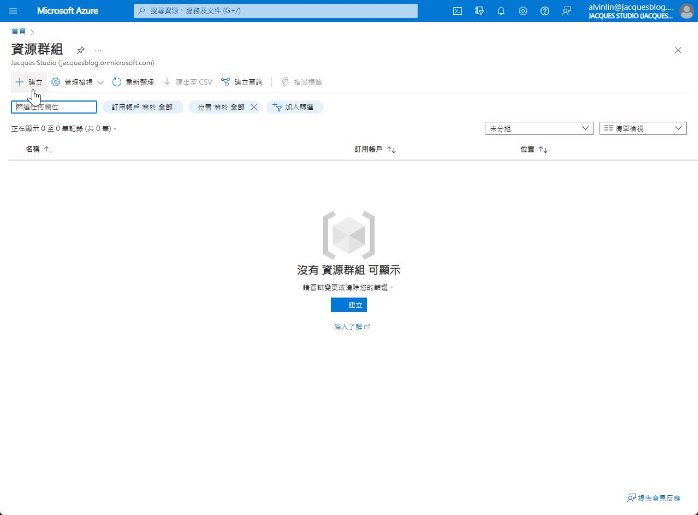 Microsoft Azure
搜尋資源、服務及文件 (G+/)
alvinlin@jacquesblog....
JACQUES STUDIO (JACQUES...
首頁 >
資源群組
Jacques Studio (jacquesblog.onmicrosoft.com)
建立 管理檢視 重新整理 匯出至 CSV 建立查詢 指派標籤
篩選任何欄位...
訂用帳戶 等於 全部
位置 等於 全部
加入篩選
正在顯示 0 至 0 筆記錄 (共 0 筆)。
未分組
清單檢視
名稱 訂用帳戶 位置
沒有 資源群組 可顯示
請嘗試變更或清除您的篩選。
建立
深入了解
提供意見反應